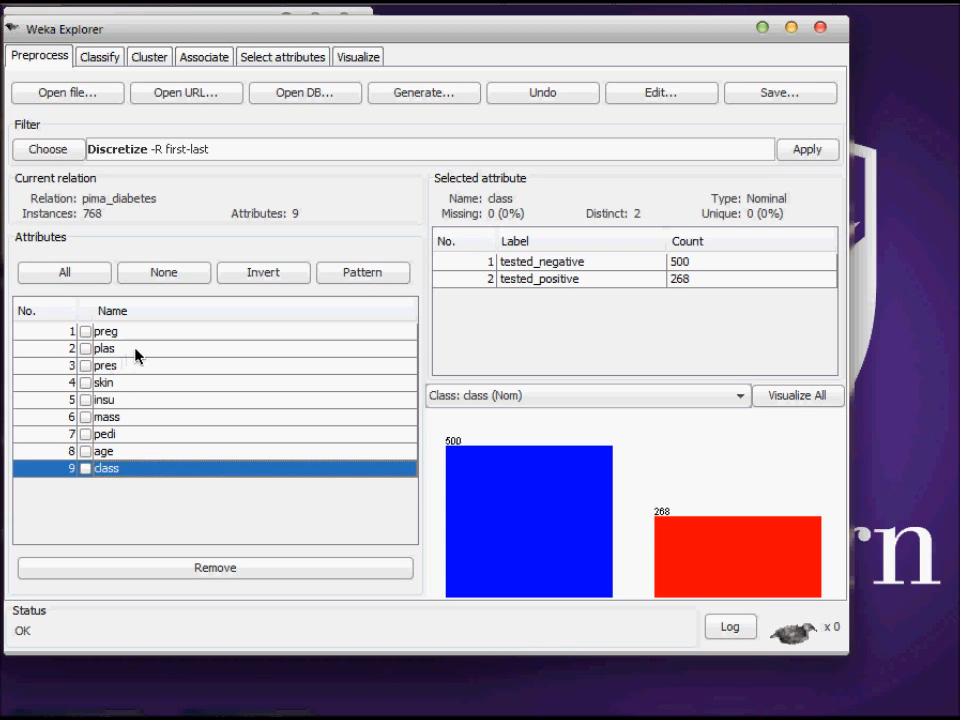 Weka Explorer
Preprocess Classify Cluster Associate Select attributes Visualize
Open file... Open URL... Open DB... Generate... Undo Edit... Save...
Filter
Choose Discretize -R first-last Apply
Current relation
Relation: pima_diabetes
Instances: 768 Attributes: 9
Attributes
All None Invert Pattern
No. Name
1 preg
2 plas
3 pres
4 skin
5 insu
6 mass
7 pedi
8 age
9 class
Remove
Selected attribute
Name: class Type: Nominal
Missing: 0 (0%) Distinct: 2 Unique: 0 (0%)
No. Label Count
1 tested_negative 500
2 tested_positive 268
Class: class (Nom) Visualize All
500
268
Status
OK
Log x 0